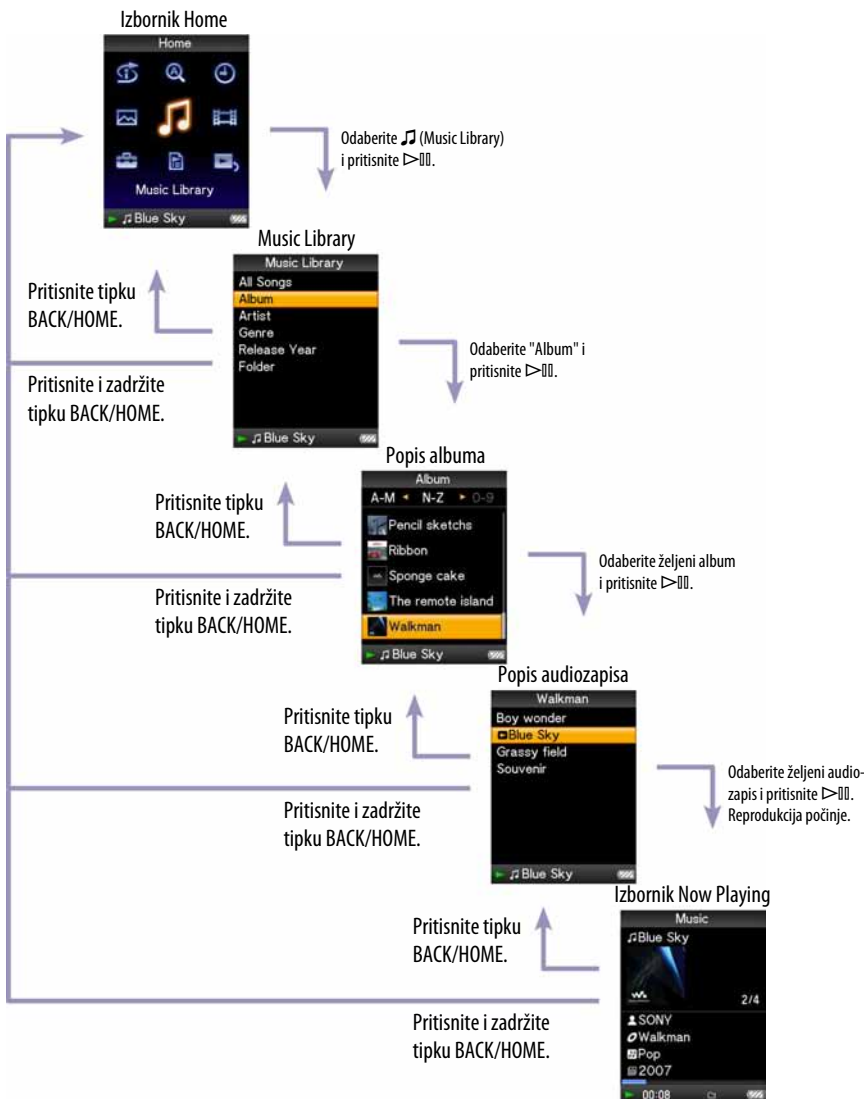 Izbornik Home
Home
Music Library
Blue Sky
Odaberite ♫ (Music Library)
i pritisnite ▷II.
Music Library
Music Library
All Songs
Album
Artist
Genre
Release Year
Folder
Blue Sky
Pritisnite tipku
BACK/HOME.
Pritisnite i zadržite
tipku BACK/HOME.
Odaberite "Album" i
pritisnite ▷II.
Popis albuma
Album
A-M N-Z 0-9
Pencil sketchs
Ribbon
Sponge cake
The remote island
Walkman
Blue Sky
Pritisnite tipku
BACK/HOME.
Pritisnite i zadržite
tipku BACK/HOME.
Odaberite željeni album
i pritisnite ▷II.
Popis audiozapisa
Walkman
Boy wonder
Blue Sky
Grassy field
Souvenir
Blue Sky
Pritisnite tipku
BACK/HOME.
Pritisnite i zadržite
tipku BACK/HOME.
Odaberite željeni audio-
zapis i pritisnite ▷II.
Reprodukcija počinje.
Izbornik Now Playing
Music
Blue Sky
2/4
SONY
Walkman
Pop
2007
00:08
Pritisnite tipku
BACK/HOME.
Pritisnite i zadržite
tipku BACK/HOME.